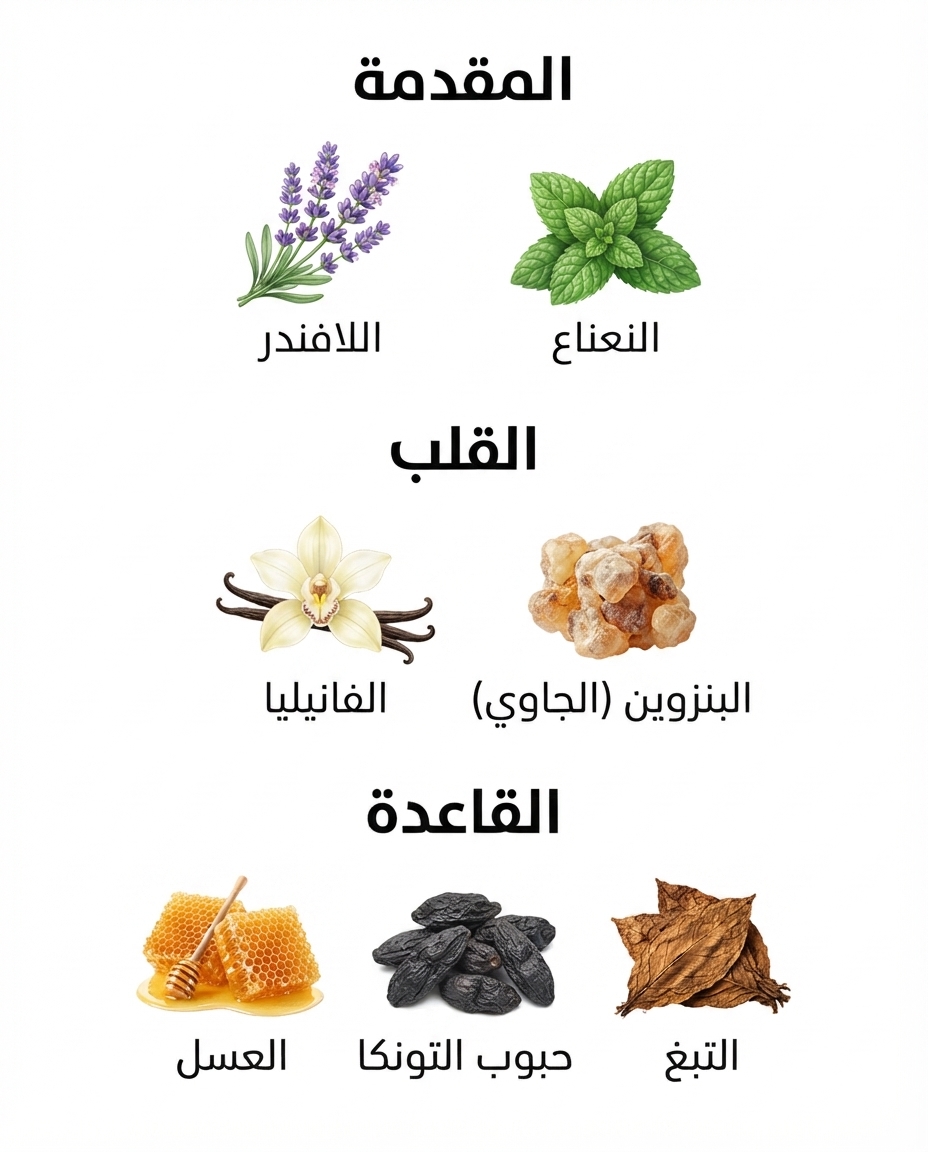 المقدمة
النعناع اللافندر
القلب
البنزوين (الجاوي) الفانيليا
القاعدة
التبغ حبوب التونكا العسل